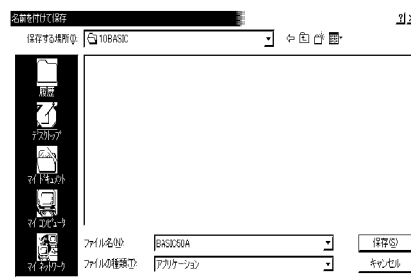 名前を付けて保存
保存する場所(I): 10BASIC
履歴
デスクトップ
マイ ドキュメント
マイ コンピュータ
マイ ネットワーク
ファイル名(N): BASIC50A 保存(S)
ファイルの種類(T): アプリケーション キャンセル